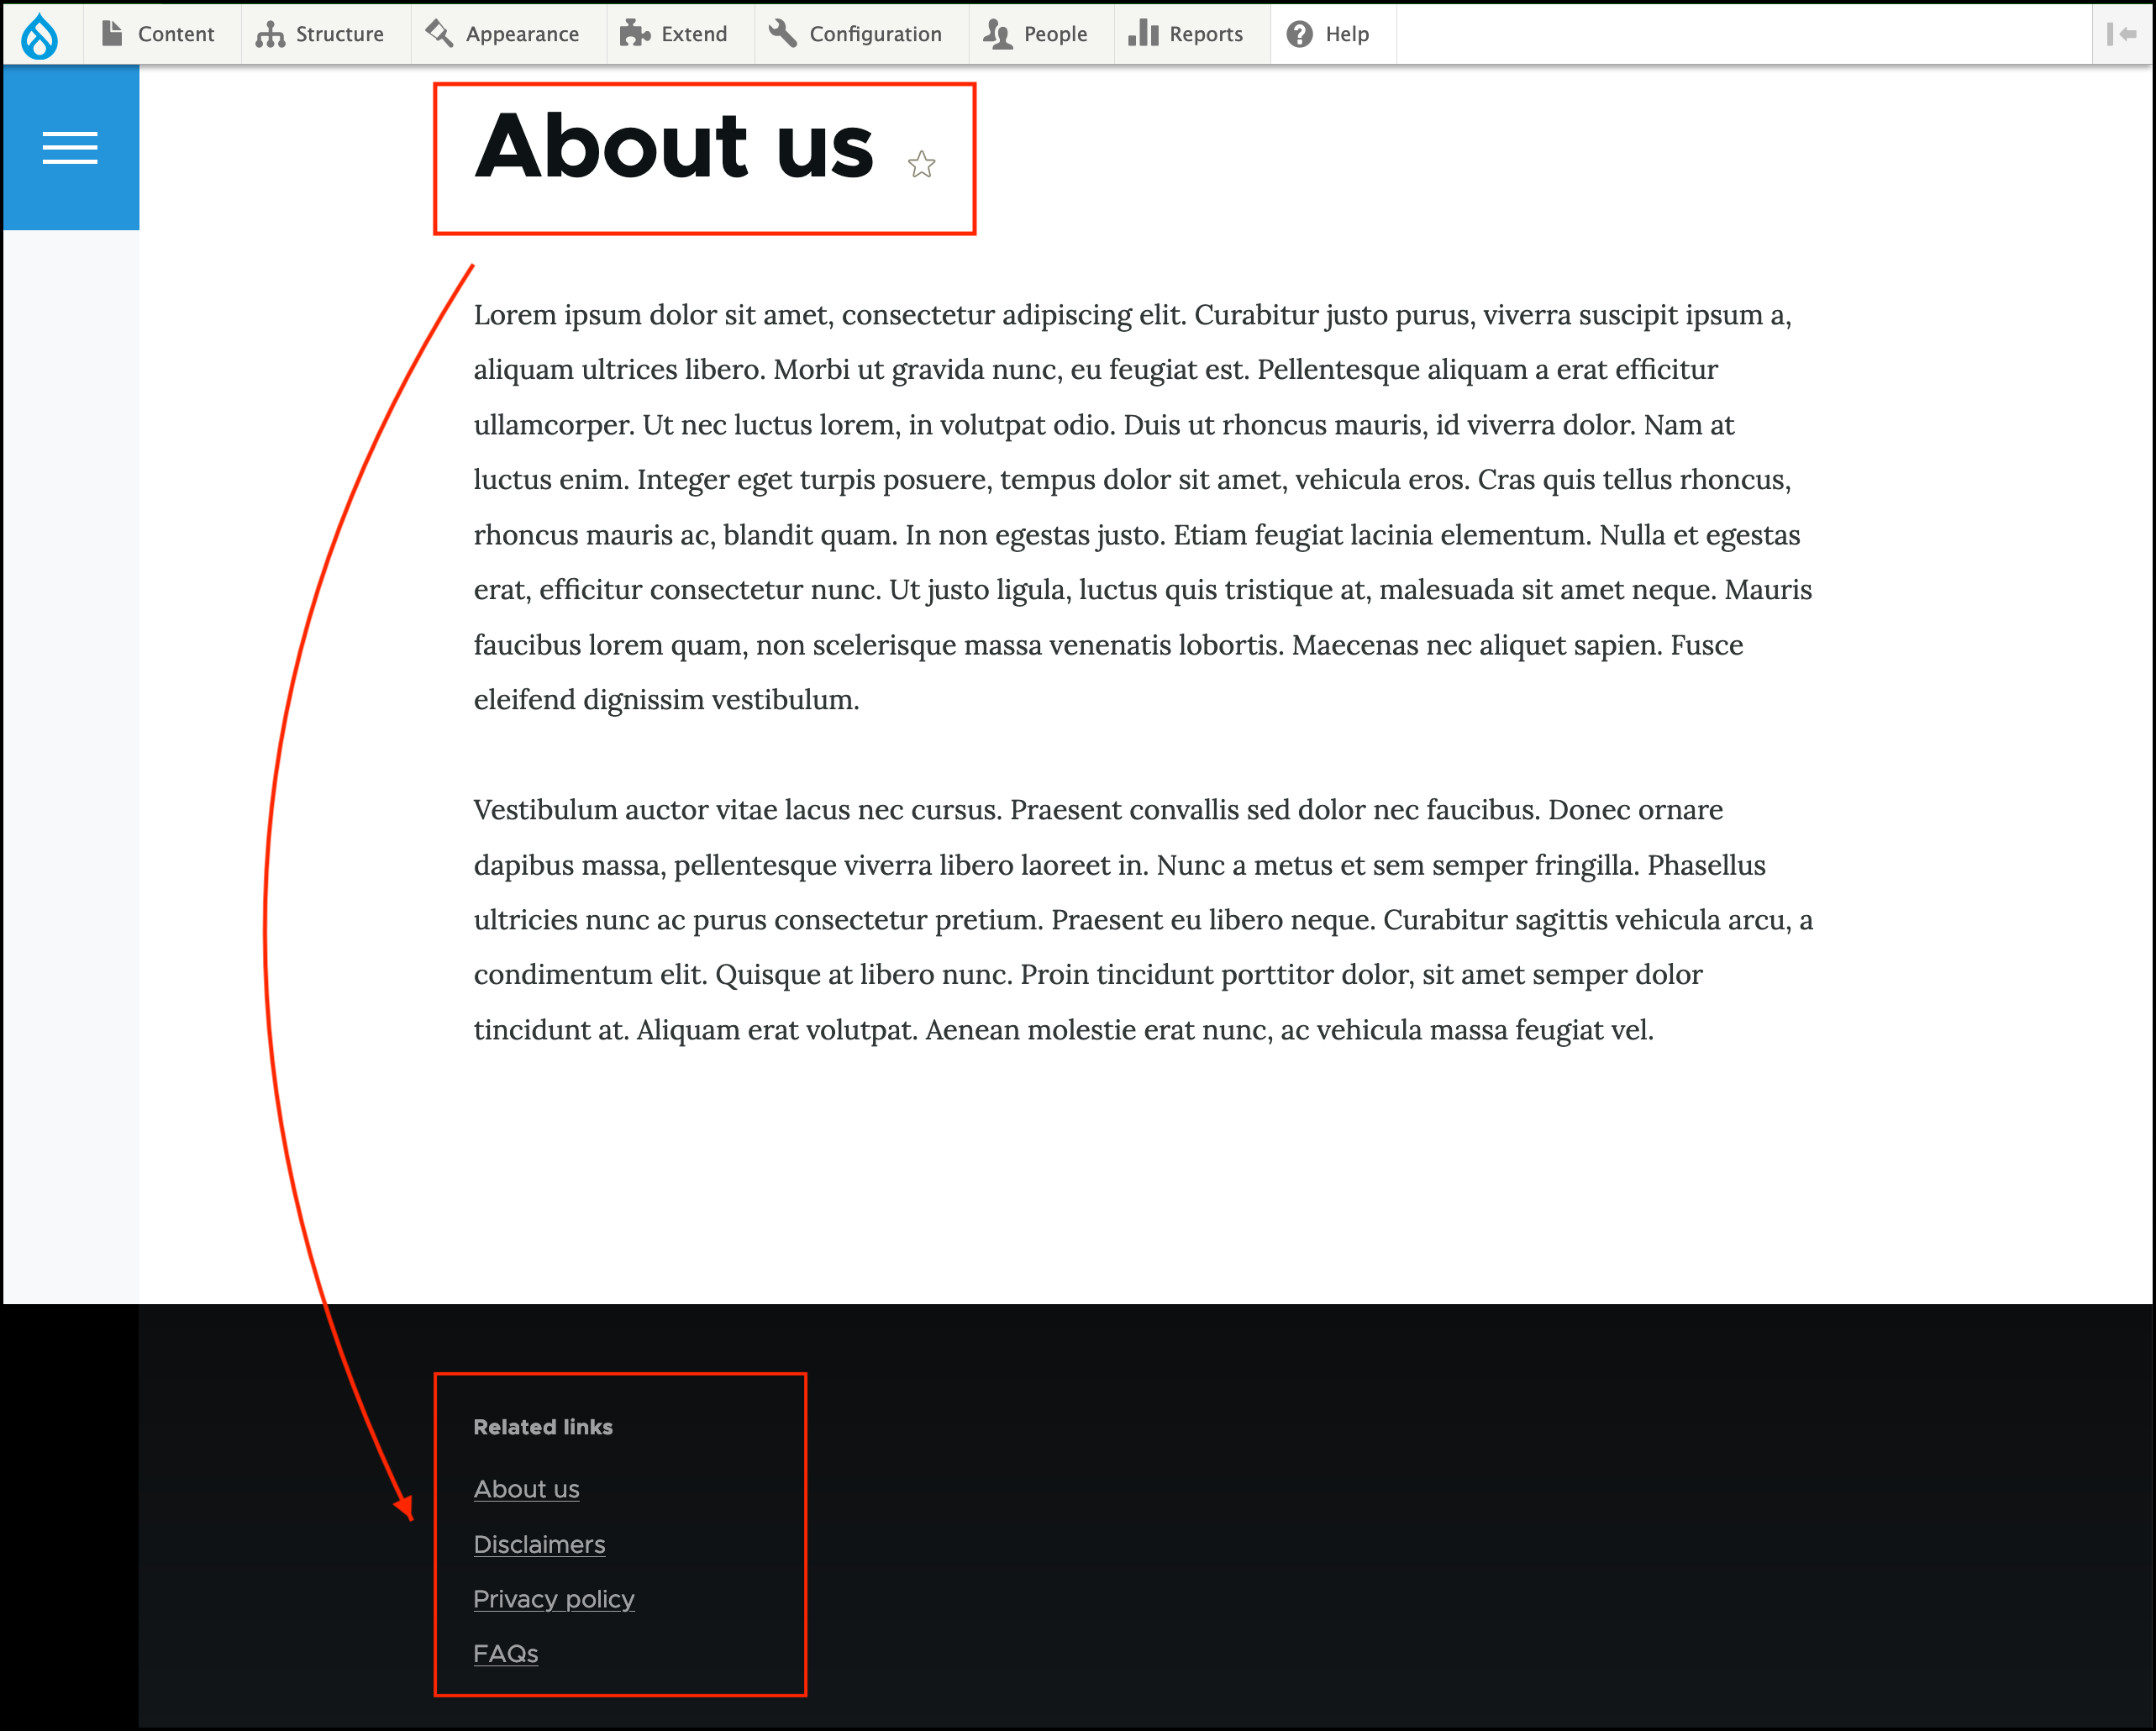 Content Structure Appearance Extend Configuration People Reports Help
About us
Lorem ipsum dolor sit amet, consectetur adipiscing elit. Curabitur justo purus, viverra suscipit ipsum a,
aliquam ultrices libero. Morbi ut gravida nunc, eu feugiat est. Pellentesque aliquam a erat efficitur
ullamcorper. Ut nec luctus lorem, in volutpat odio. Duis ut rhoncus mauris, id viverra dolor. Nam at
luctus enim. Integer eget turpis posuere, tempus dolor sit amet, vehicula eros. Cras quis tellus rhoncus,
rhoncus mauris ac, blandit quam. In non egestas justo. Etiam feugiat lacinia elementum. Nulla et egestas
erat, efficitur consectetur nunc. Ut justo ligula, luctus quis tristique at, malesuada sit amet neque. Mauris
faucibus lorem quam, non scelerisque massa venenatis lobortis. Maecenas nec aliquet sapien. Fusce
eleifend dignissim vestibulum.
Vestibulum auctor vitae lacus nec cursus. Praesent convallis sed dolor nec faucibus. Donec ornare
dapibus massa, pellentesque viverra libero laoreet in. Nunc a metus et sem semper fringilla. Phasellus
ultricies nunc ac purus consectetur pretium. Praesent eu libero neque. Curabitur sagittis vehicula arcu, a
condimentum elit. Quisque at libero nunc. Proin tincidunt porttitor dolor, sit amet semper dolor
tincidunt at. Aliquam erat volutpat. Aenean molestie erat nunc, ac vehicula massa feugiat vel.
Related links
About us
Disclaimers
Privacy policy
FAQs